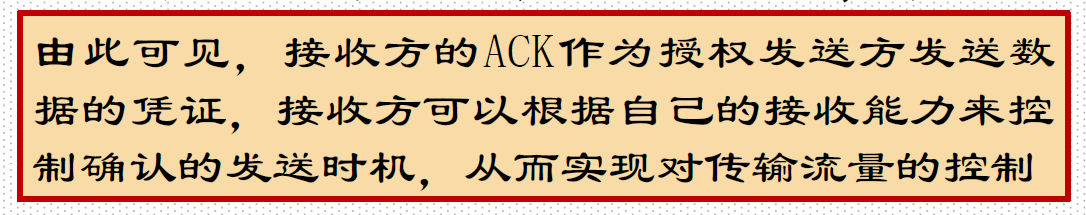 由此可见，接收方的ACK作为授权发送方发送数
据的凭证，接收方可以根据自己的接收能力来控
制确认的发送时机，从而实现对传输流量的控制